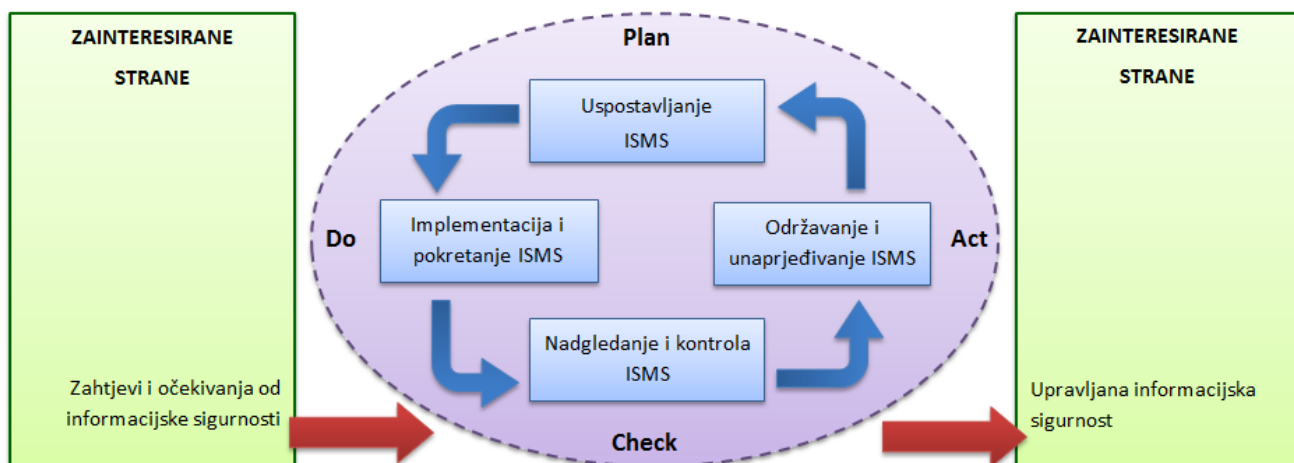 ZAINTERESIRANE
STRANE
Zahtjevi i očekivanja od
informacijske sigurnosti
Plan
Uspostavljanje
ISMS
Do
Implementacija i
pokretanje ISMS
Održavanje i
unaprjeđivanje ISMS
Act
Nadgledanje i kontrola
ISMS
Check
ZAINTERESIRANE
STRANE
Upravljana informacijska
sigurnost